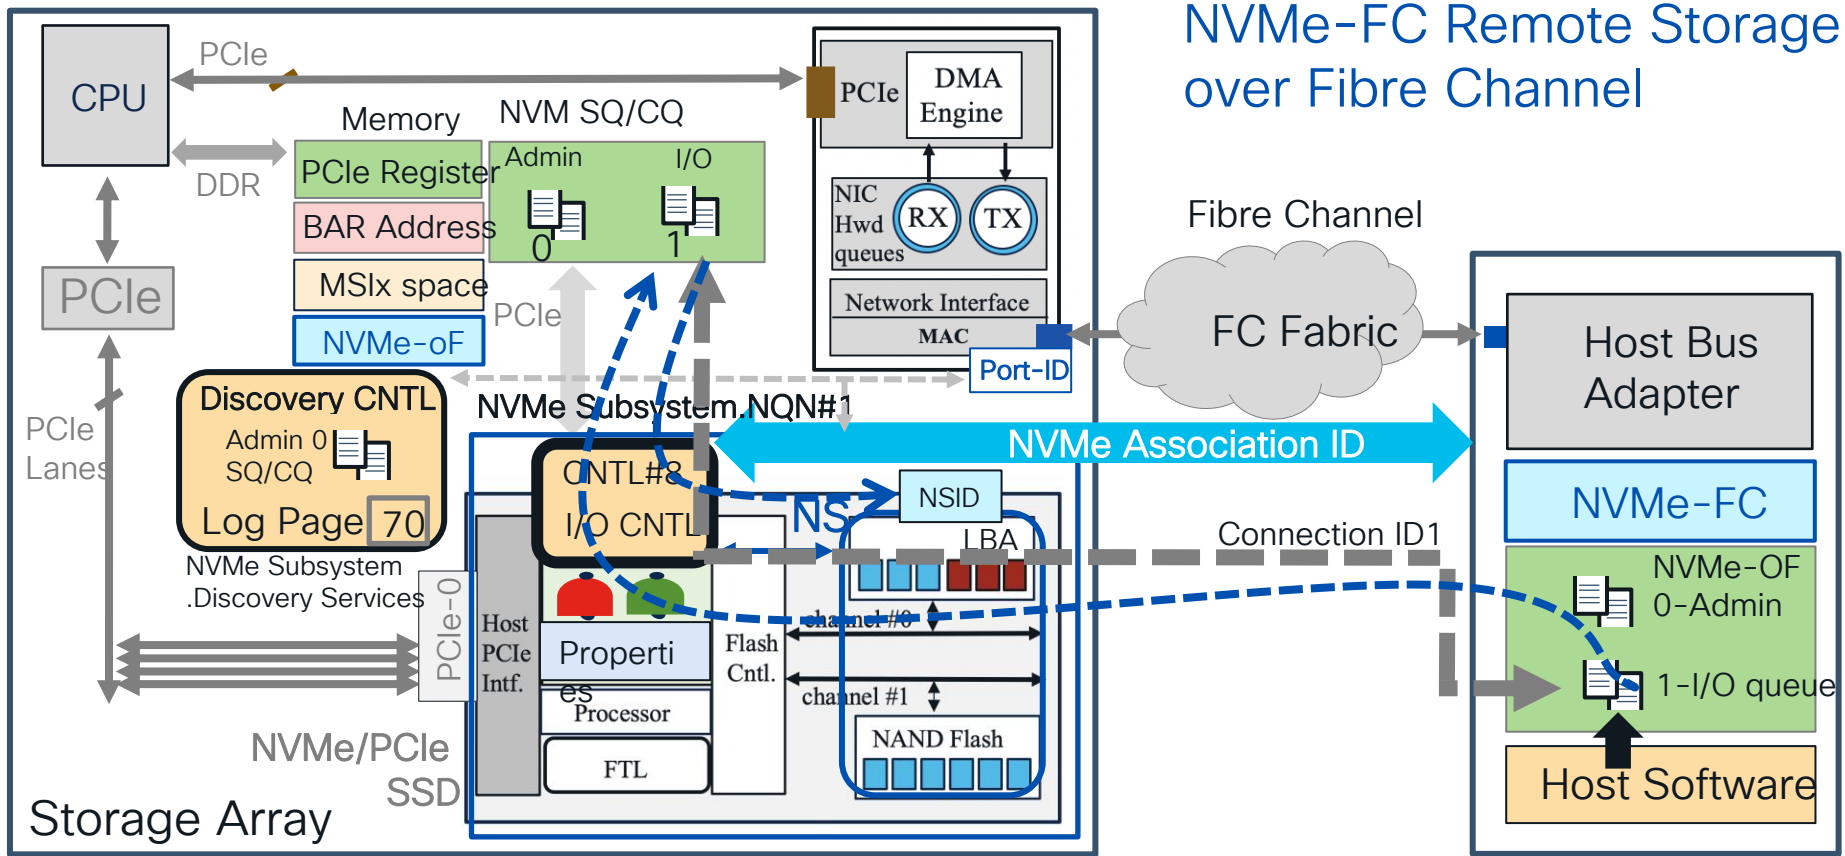 NVMe-FC Remote Storage
over Fibre Channel
CPU
PCIe
PCIe
DMA
Engine
Memory
NVM SQ/CQ
DDR
PCIe Register
Admin
I/O
0
1
BAR Address
MSIx space
NVMe-oF
PCIe
PCIe
NIC
Hwd
queues
RX
TX
Network Interface
MAC
Port-ID
Fibre Channel
FC Fabric
Host Bus
Adapter
Discovery CNTL
Admin 0
SQ/CQ
Log Page
70
NVMe Subsystem
.Discovery Services
PCIe
Lanes
NVMe Subsystem.NQN#1
NVMe Association ID
CNTL#8
I/O CNTL
NS
NSID
LBA
Connection ID1
NVMe-FC
NVMe-OF
0-Admin
1-I/O queue
Host Software
PCIe-0
Host
PCIe
Intf.
Properti
es
Processor
FTL
Flash
Cntl.
channel #0
channel #1
NAND Flash
NVMe/PCIe
SSD
Storage Array